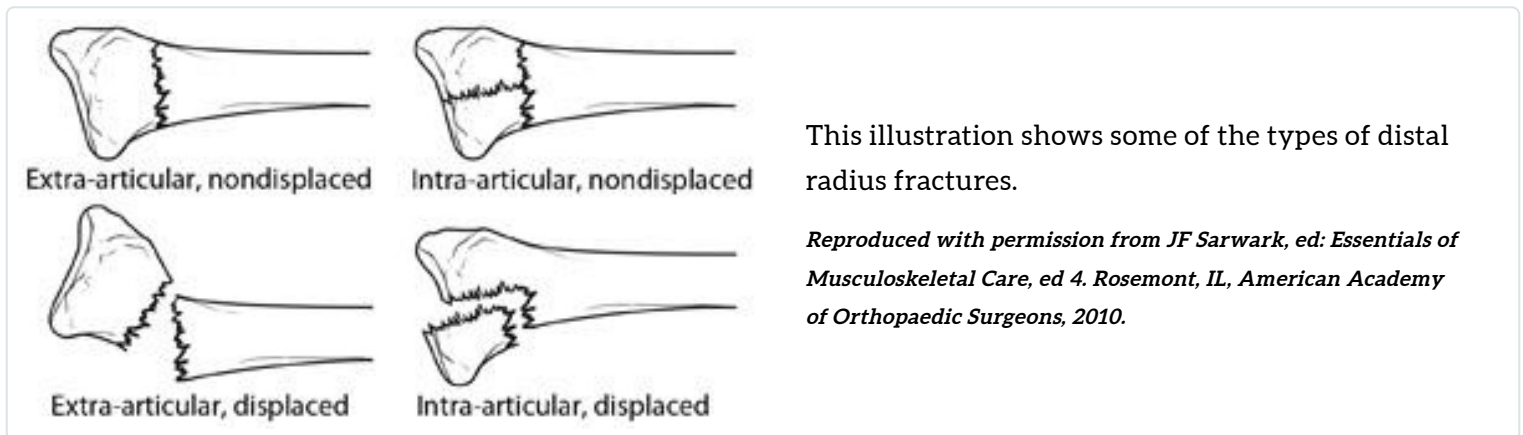 Extra-articular, nondisplaced
Intra-articular, nondisplaced
Extra-articular, displaced
Intra-articular, displaced
This illustration shows some of the types of distal
radius fractures.
Reproduced with permission from JF Sarwark, ed: Essentials of
Musculoskeletal Care, ed 4. Rosemont, IL, American Academy
of Orthopaedic Surgeons, 2010.